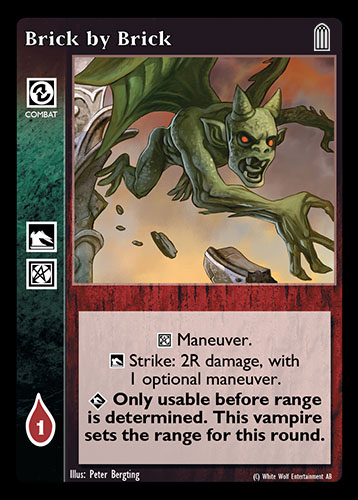 Brick by Brick
COMBAT
Maneuver.
Strike: 2R damage, with
1 optional maneuver.
Only usable before range
is determined. This vampire
sets the range for this round.
1
Illus: Peter Bergting
(C) White Wolf Entertainment AB